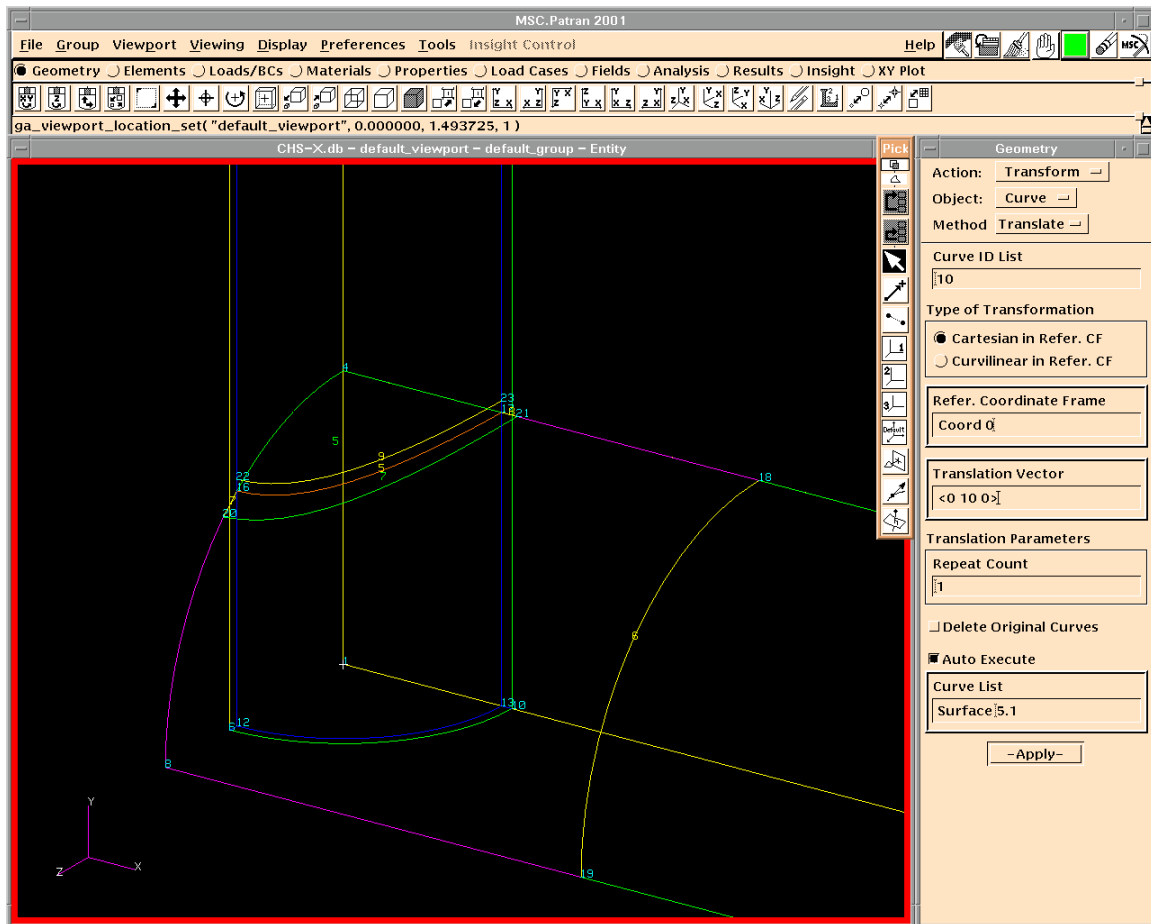 MSC.Patran 2001
File Group Viewport Viewing Display Preferences Tools Insight Control Help
Geometry Elements Loads/BCs Materials Properties Load Cases Fields Analysis Results Insight XY Plot
ga_viewport_location_set( "default_viewport", 0.000000, 1.493725, 1 )
CHS-X.db - default_viewport - default_group - Entity
Pick
Geometry
Action: Transform
Object: Curve
Method Translate
Curve ID List
10
Type of Transformation
Cartesian in Refer. CF
Curvilinear in Refer. CF
Refer. Coordinate Frame
Coord 0
Translation Vector
<0 10 0>
Translation Parameters
Repeat Count
1
Delete Original Curves
Auto Execute
Curve List
Surface 5.1
-Apply-
4
23
21
5
9
5
7
22
16
7
20
18
6
1
13
10
12
8
19
Y
X
Z
1
2
3
Default